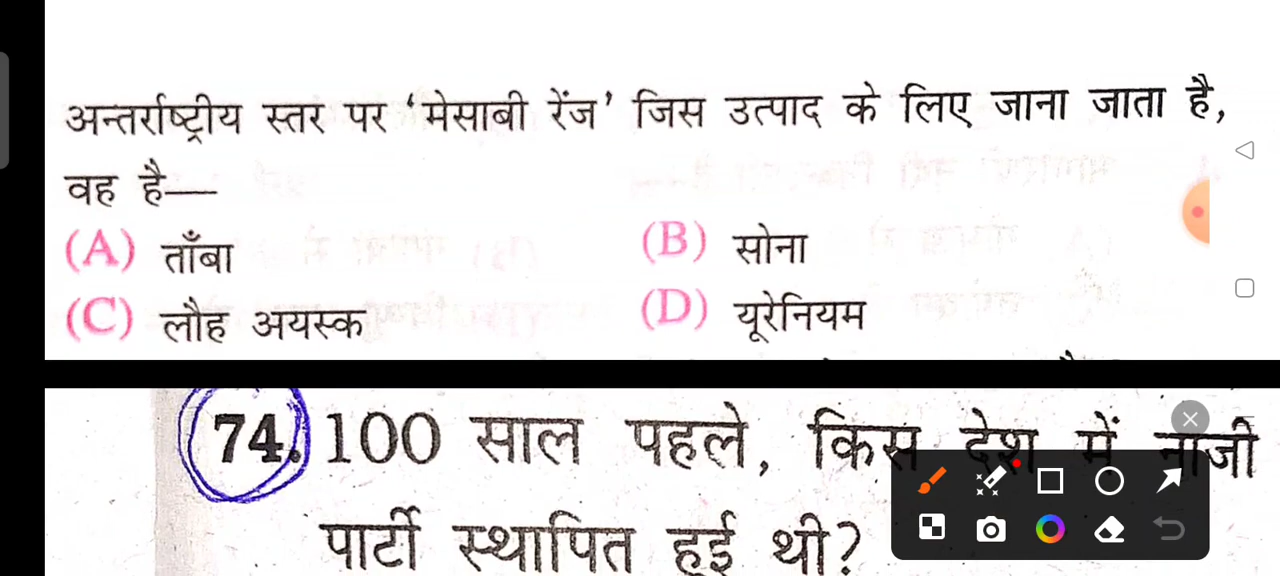 अन्तर्राष्ट्रीय स्तर पर ‘मेसाबी रेंज’ जिस उत्पाद के लिए जाना जाता है,
वह है—
(A) ताँबा (B) सोना
(C) लौह अयस्क (D) यूरेनियम
74. 100 साल पहले, किस देश में नाजी
पार्टी स्थापित हुई थी?